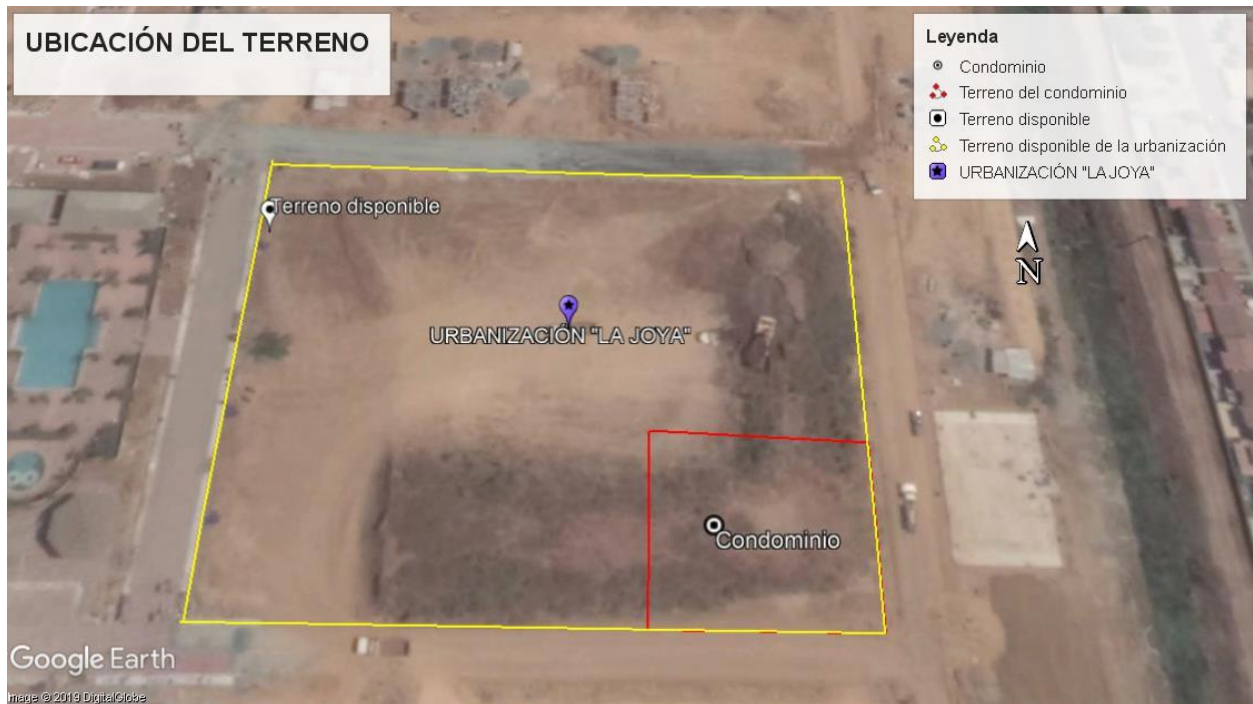 UBICACIÓN DEL TERRENO
Leyenda
Condominio
Terreno del condominio
Terreno disponible
Terreno disponible de la urbanización
URBANIZACIÓN "LA JOYA"
N
Terreno disponible
URBANIZACIÓN "LA JOYA"
Condominio
Google Earth
Image © 2019 DigitalGlobe